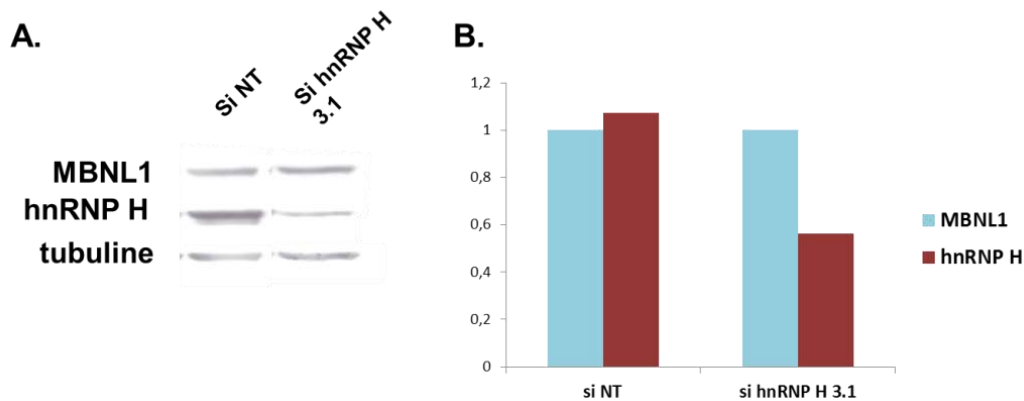 A.
Si NT
Si hnRNP H
3.1
MBNL1
hnRNP H
tubuline
B.
1,2
1
0,8
0,6
0,4
0,2
0
si NT
si hnRNP H 3.1
MBNL1
hnRNP H